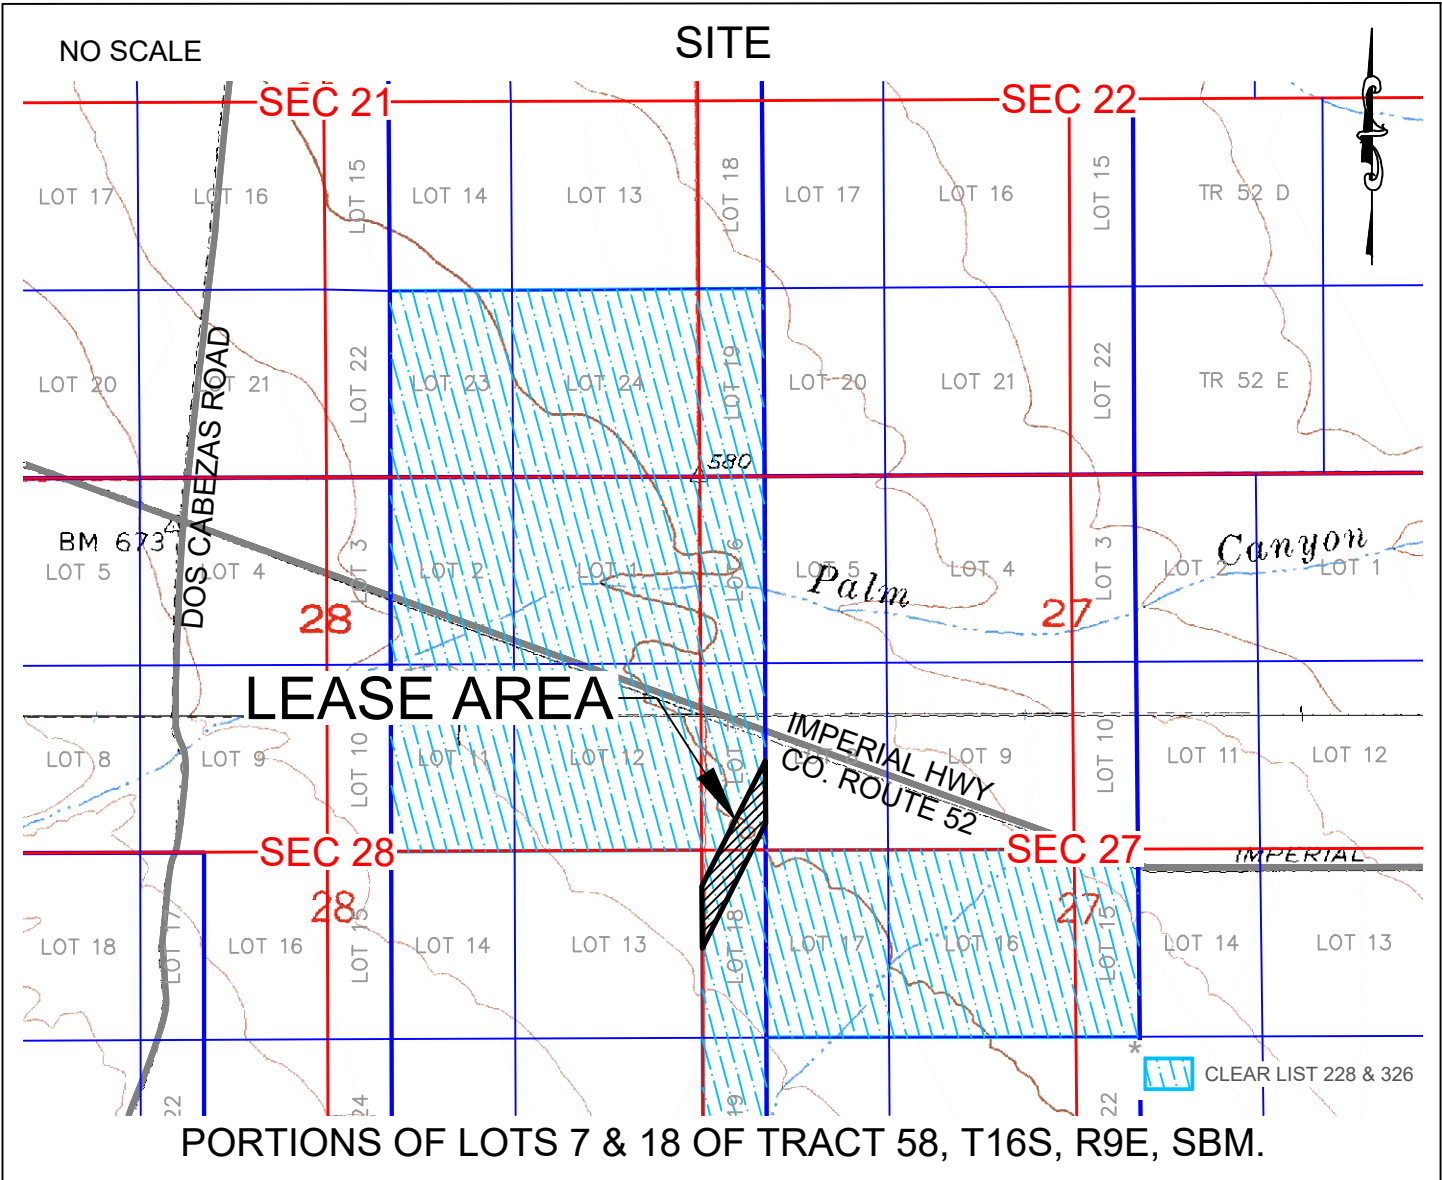 NO SCALE
SITE
SEC 21
SEC 22
LOT 17
LOT 16
LOT 15
LOT 14
LOT 13
LOT 18
LOT 17
LOT 16
LOT 15
TR 52 D
LOT 20
LOT 21
LOT 22
LOT 23
LOT 24
LOT 19
LOT 20
LOT 21
LOT 22
TR 52 E
DOS CABEZAS ROAD
580
BM 673
LOT 5
LOT 4
LOT 3
LOT 2
LOT 1
LOT 6
LOT 5
LOT 4
LOT 3
LOT 2
LOT 1
Palm
Canyon
28
27
LEASE AREA
IMPERIAL HWY
CO. ROUTE 52
LOT 8
LOT 9
LOT 10
LOT 11
LOT 12
LOT
LOT 9
LOT 10
LOT 11
LOT 12
SEC 28
SEC 27
IMPERIAL
28
27
LOT 18
LOT 17
LOT 16
LOT 15
LOT 14
LOT 13
LOT 18
LOT 17
LOT 16
LOT 15
LOT 14
LOT 13
*
CLEAR LIST 228 & 326
22
24
19
22
PORTIONS OF LOTS 7 & 18 OF TRACT 58, T16S, R9E, SBM.